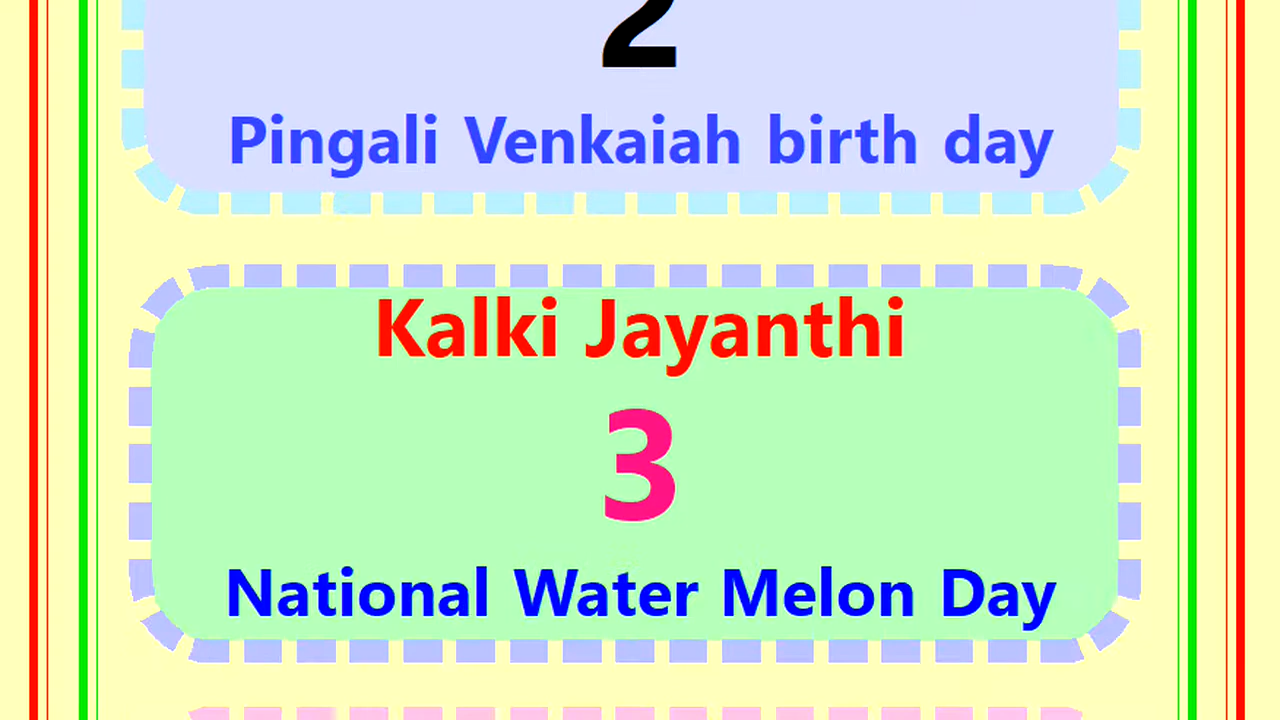 2
Pingali Venkaiah birth day
Kalki Jayanthi
3
National Water Melon Day